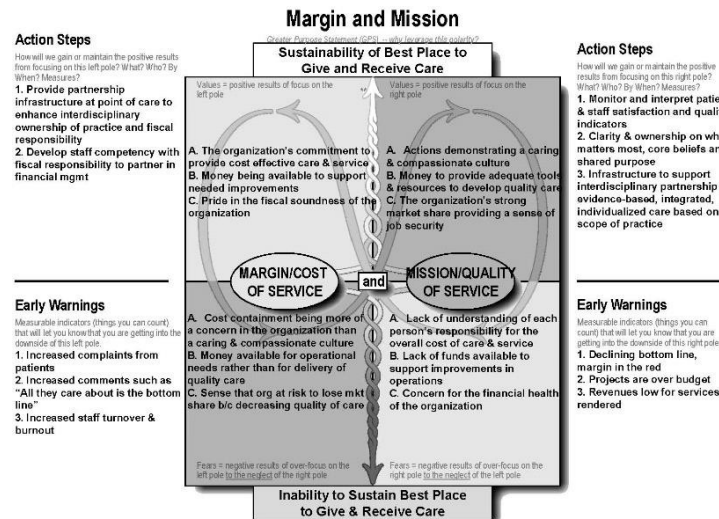 Margin and Mission
Greater Purpose Statement (GPS) -- why leverage this polarity?
Sustainability of Best Place to
Give and Receive Care
Action Steps
How will we gain or maintain the positive results
from focusing on this left pole? What? Who? By
When? Measures?
1. Provide partnership
infrastructure at point of care to
enhance interdisciplinary
ownership of practice and fiscal
responsibility
2. Develop staff competency with
fiscal responsibility to partner in
financial mgmt
Values = positive results of focus on the
left pole
A. The organization's commitment to
provide cost effective care & service
B. Money being available to support
needed improvements
C. Pride in the fiscal soundness of the
organization
Values = positive results of focus on the
right pole
A. Actions demonstrating a caring
& compassionate culture
B. Money to provide adequate tools
& resources to develop quality care
C. The organization's strong
market share providing a sense of
job security
Action Steps
How will we gain or maintain the positive
results from focusing on this right pole?
What? Who? By When? Measures?
1. Monitor and interpret patie
& staff satisfaction and quali
indicators
2. Clarity & ownership on wh
matters most, core beliefs an
shared purpose
3. Infrastructure to support
interdisciplinary partnership
evidence-based, integrated,
individualized care based on
scope of practice
MARGIN/COST
OF SERVICE
and
MISSION/QUALITY
OF SERVICE
Early Warnings
Measurable indicators (things you can count)
that will let you know that you are getting into the
downside of this left pole.
1. Increased complaints from
patients
2. Increased comments such as
"All they care about is the bottom
line"
3. Increased staff turnover &
burnout
A. Cost containment being more of
a concern in the organization than
a caring & compassionate culture
B. Money available for operational
needs rather than for delivery of
quality care
C. Sense that org at risk to lose mkt
share b/c decreasing quality of care
Fears = negative results of over-focus on the
left pole to the neglect of the right pole
A. Lack of understanding of each
person's responsibility for the
overall cost of care & service
B. Lack of funds available to
support improvements in
operations
C. Concern for the financial health
of the organization
Fears = negative results of over-focus on the
right pole to the neglect of the left pole
Early Warnings
Measurable indicators (things you can
count) that will let you know that you are
getting into the downside of this right pole
1. Declining bottom line,
margin in the red
2. Projects are over budget
3. Revenues low for services
rendered
Inability to Sustain Best Place
to Give & Receive Care